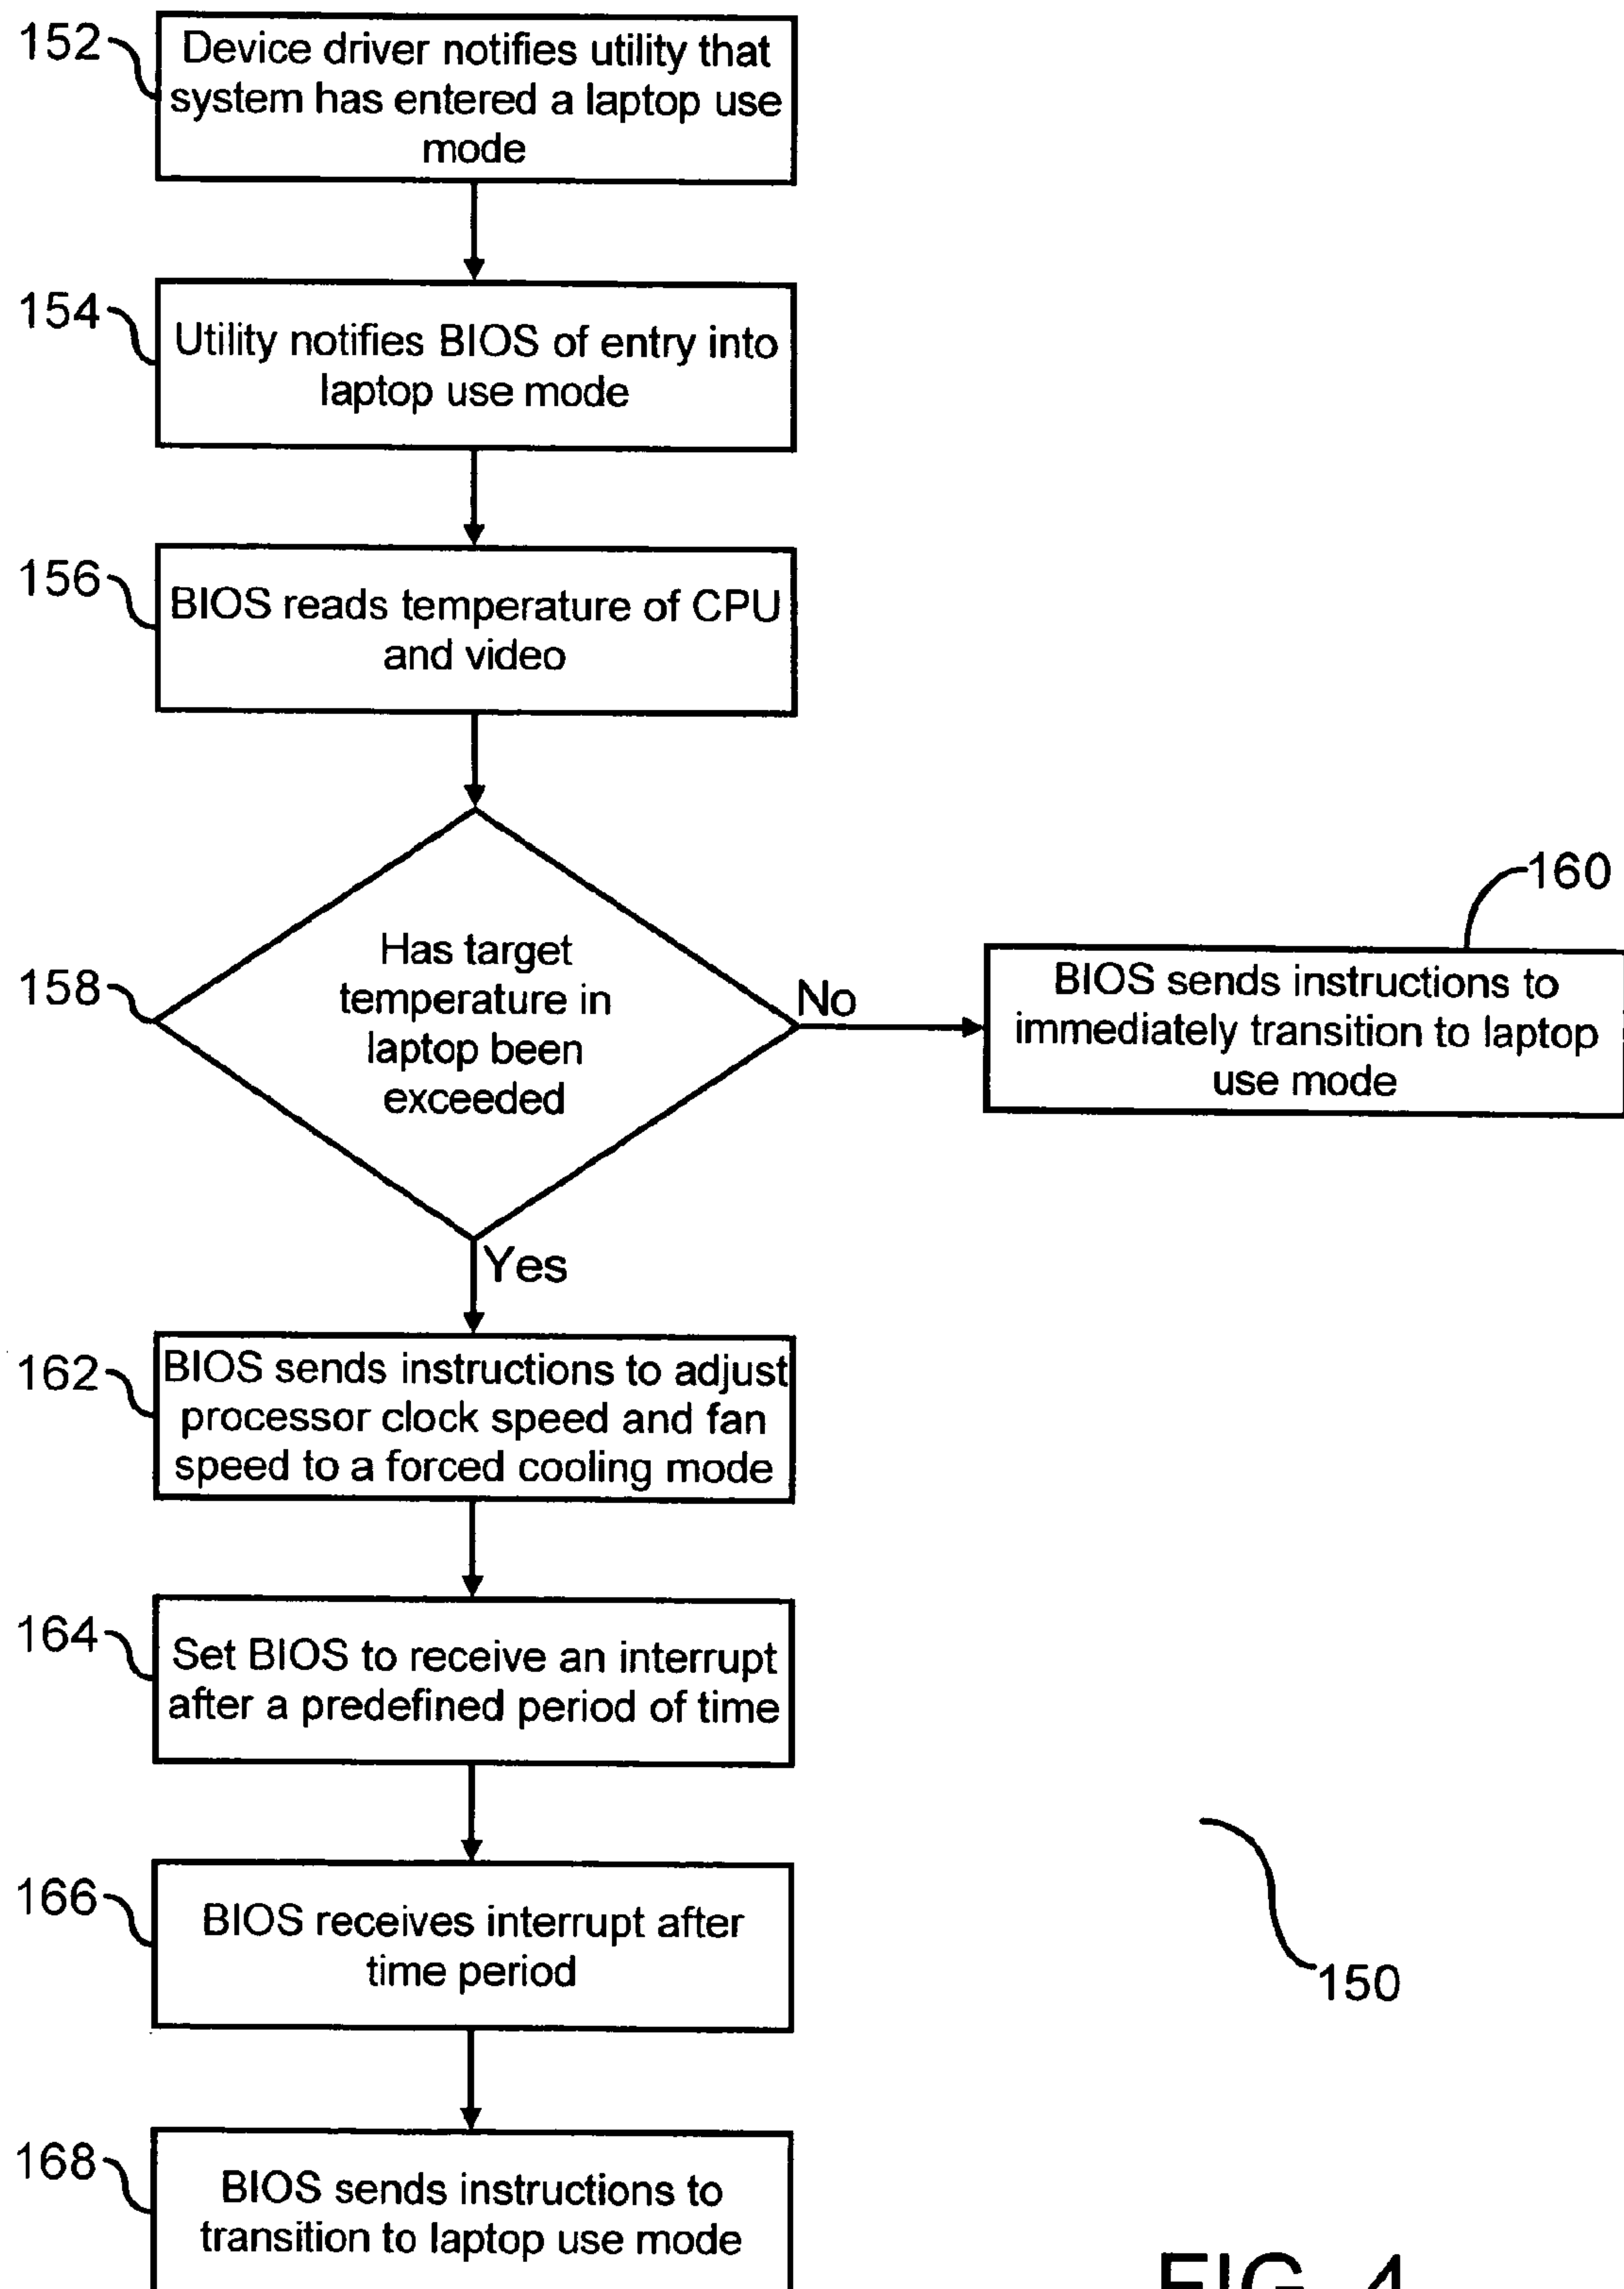 152
Device driver notifies utility that
system has entered a laptop use
mode
154
Utility notifies BIOS of entry into
laptop use mode
156
BIOS reads temperature of CPU
and video
158
Has target
temperature in
laptop been
exceeded
No
160
BIOS sends instructions to
immediately transition to laptop
use mode
Yes
162
BIOS sends instructions to adjust
processor clock speed and fan
speed to a forced cooling mode
164
Set BIOS to receive an interrupt
after a predefined period of time
166
BIOS receives interrupt after
time period
150
168
BIOS sends instructions to
transition to laptop use mode
FIG. 4